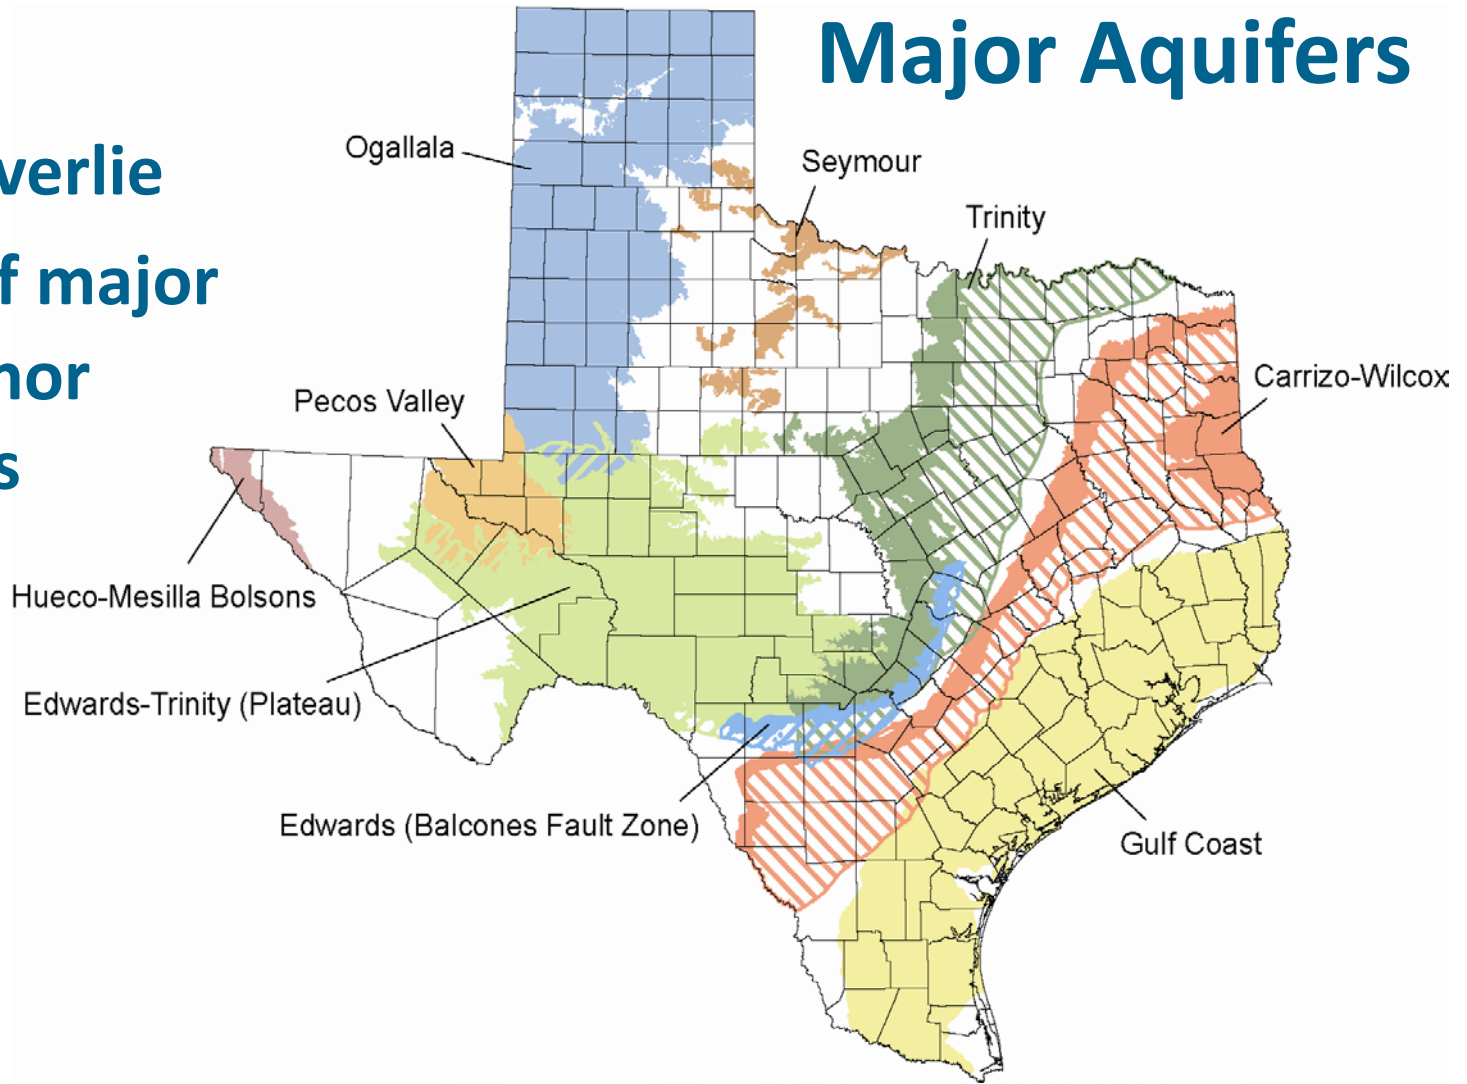 Major Aquifers
verlie
f major
nor
s
Ogallala
Seymour
Trinity
Carrizo-Wilcox
Pecos Valley
Hueco-Mesilla Bolsons
Edwards-Trinity (Plateau)
Edwards (Balcones Fault Zone)
Gulf Coast